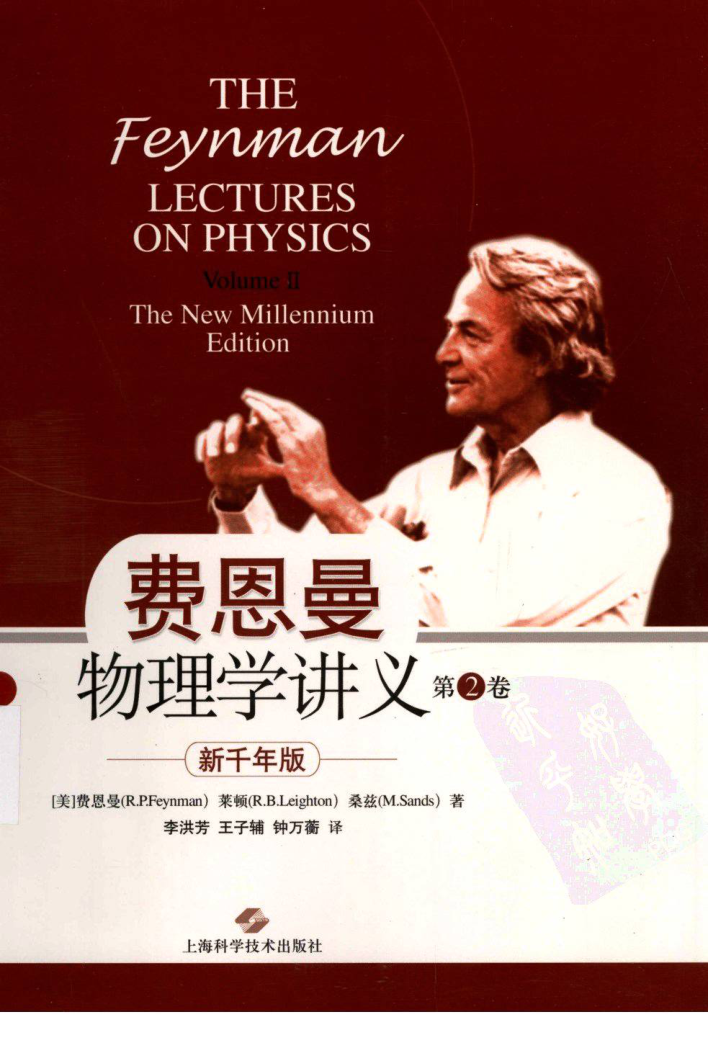 THE
Feynman
LECTURES
ON PHYSICS
Volume II
The New Millennium
Edition
费恩曼
物理学讲义 第2卷
新千年版
[美]费恩曼(R.P.Feynman) 莱顿(R.B.Leighton) 桑兹(M.Sands) 著
李洪芳 王子辅 钟万蘅 译
上海科学技术出版社